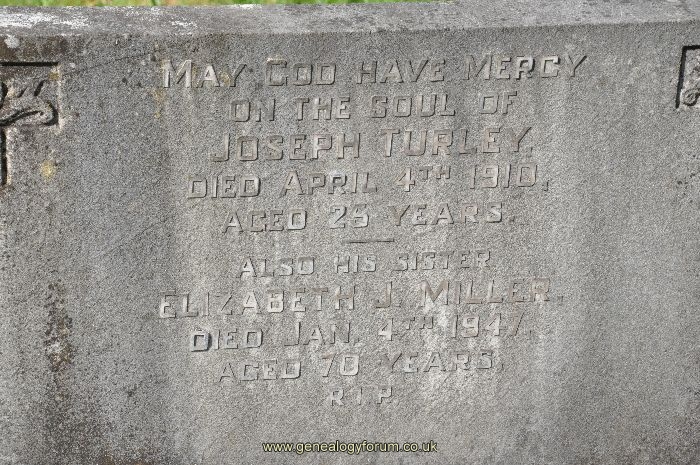 MAY GOD HAVE MERCY
ON THE SOUL OF
JOSEPH TURLEY.
DIED APRIL 4TH 1910,
AGED 25 YEARS.
ALSO HIS SISTER
ELIZABETH J. MILLER.
DIED JAN. 4TH 1947.
AGED 70 YEARS.
R.I.P.
www.genealogyforum.co.uk